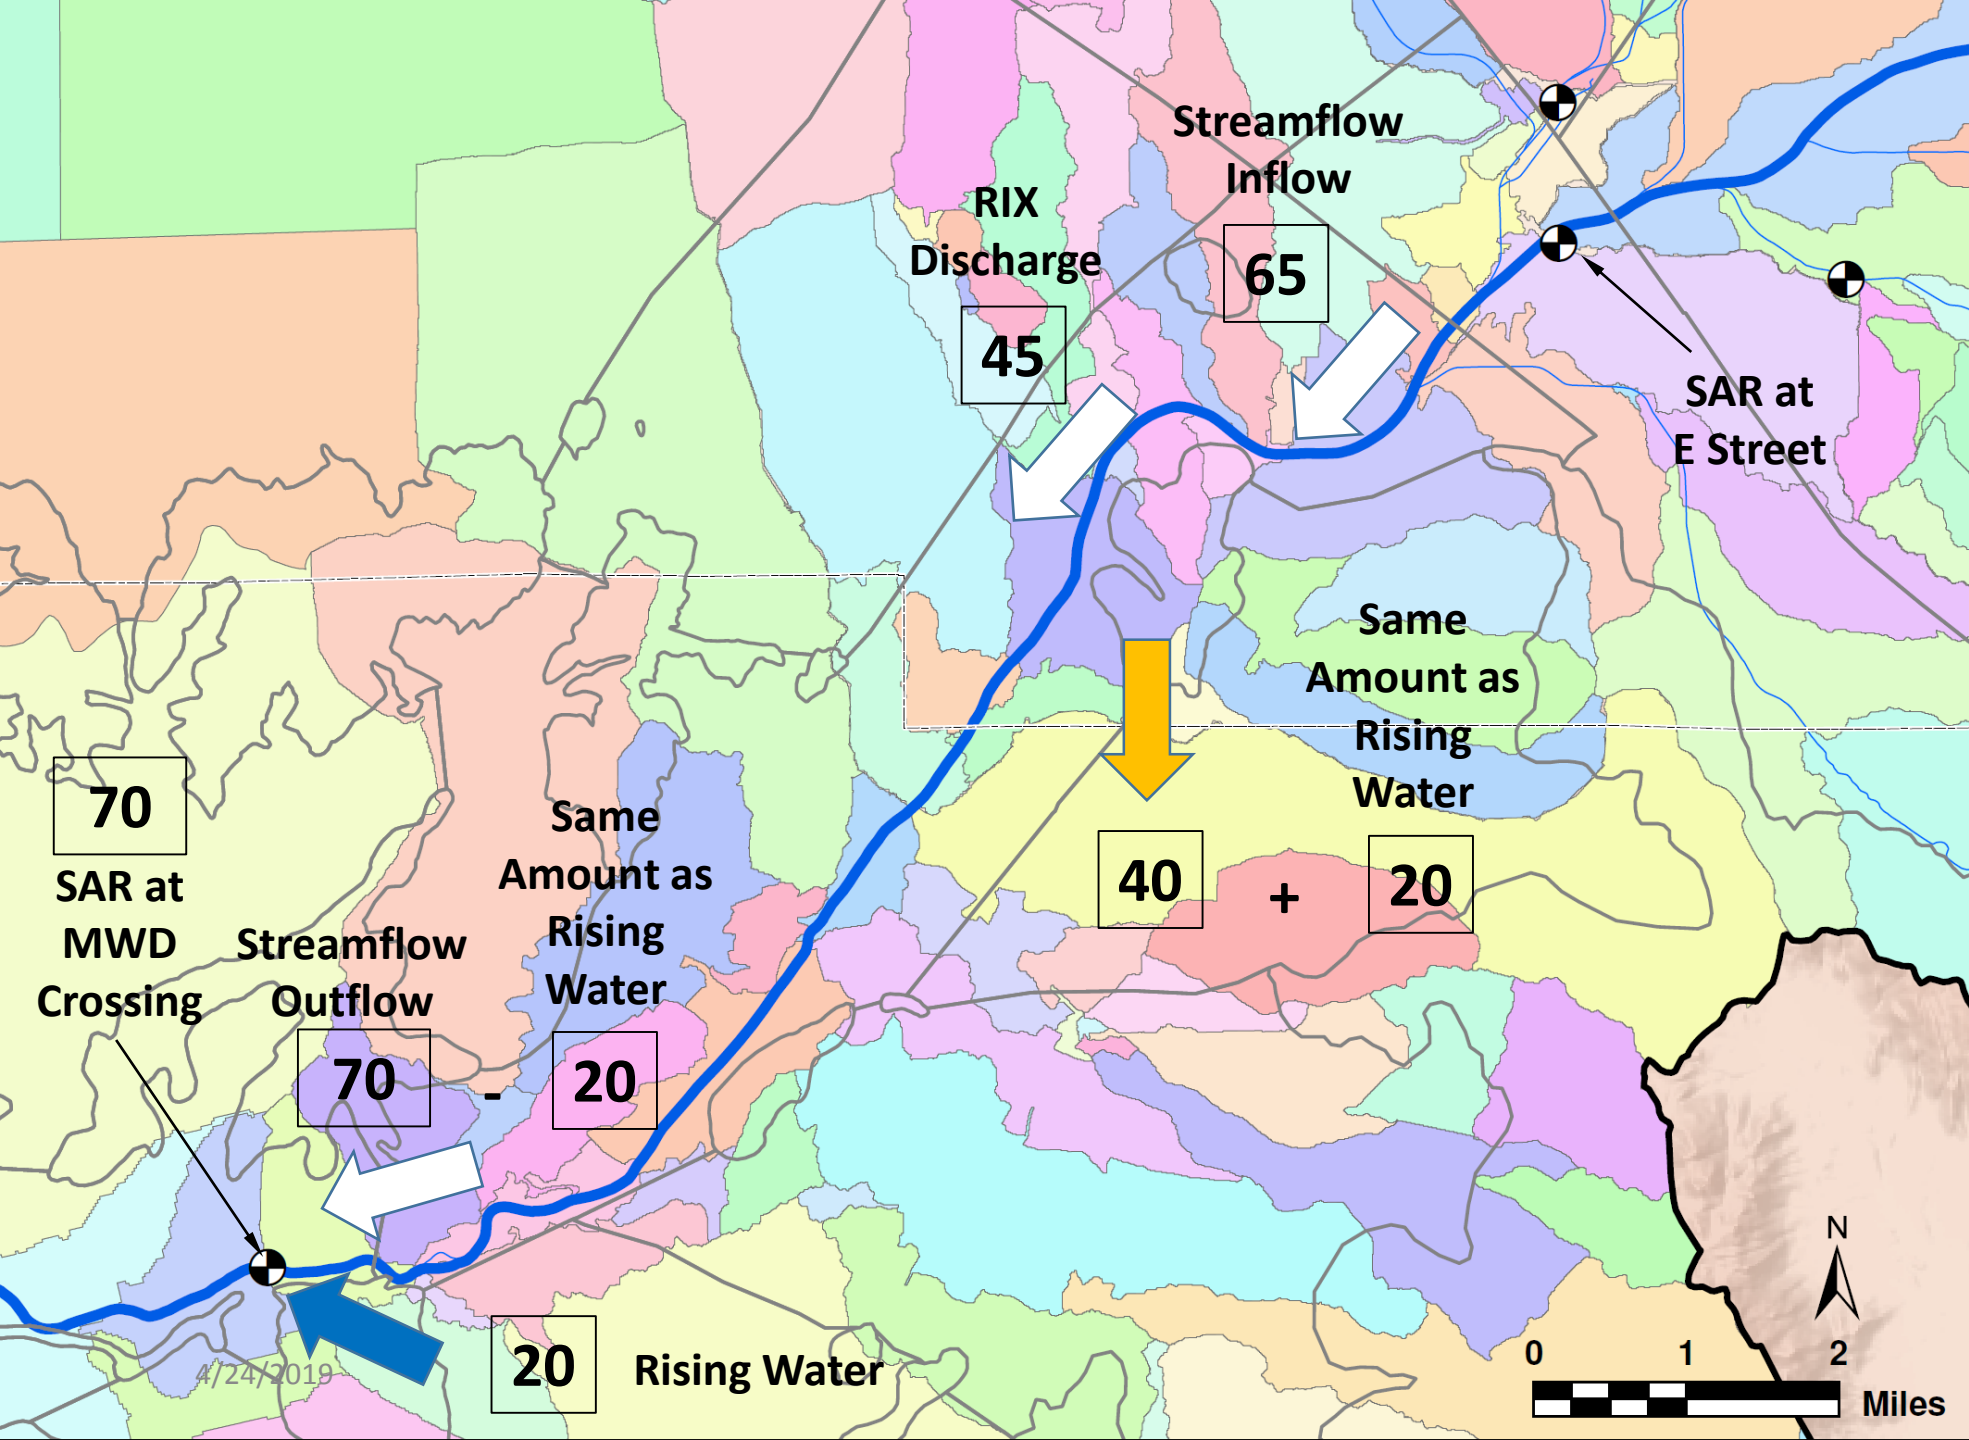 Streamflow
Inflow
65
RIX
Discharge
45
SAR at
E Street
Same
Amount as
Rising
Water
40
+
20
70
SAR at
MWD
Crossing
Streamflow
Outflow
70
-
Same
Amount as
Rising
Water
20
20
Rising Water
4/24/2019
N
0 1 2
Miles